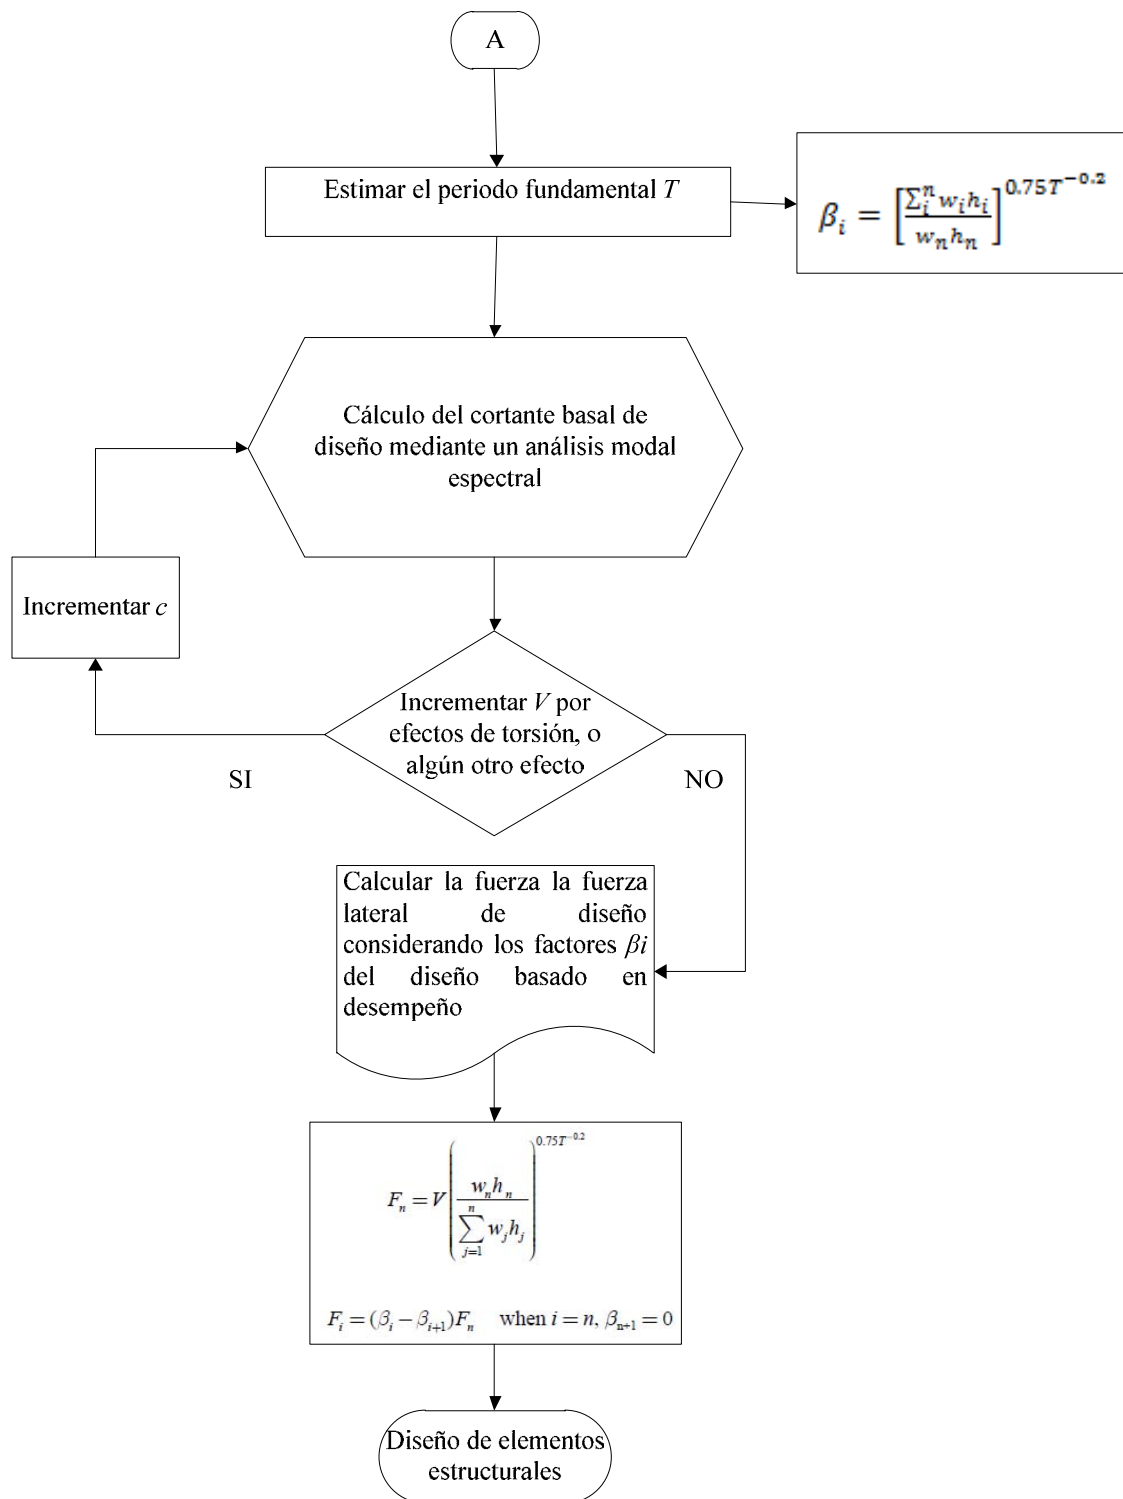 A
Estimar el periodo fundamental T
β_i = [∑_i^n w_i h_i / w_n h_n]^{0.75T^{-0.2}}
Cálculo del cortante basal de
diseño mediante un análisis modal
espectral
Incrementar c
Incrementar V por
efectos de torsión, o
algún otro efecto
SI
NO
Calcular la fuerza la fuerza
lateral de diseño
considerando los factores βi
del diseño basado en
desempeño
F_n = V (w_n h_n / ∑_{j=1}^n w_j h_j)^{0.75T^{-0.2}}
F_i = (β_i − β_{i+1})F_n when i = n, β_{n+1} = 0
Diseño de elementos
estructurales